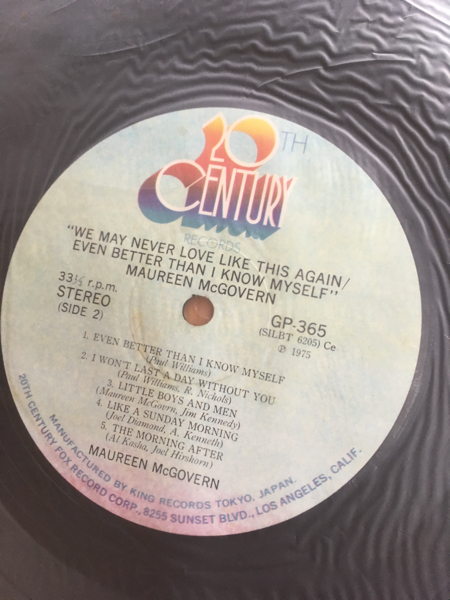 20TH
CENTURY
RECORDS
"WE MAY NEVER LOVE LIKE THIS AGAIN/
EVEN BETTER THAN I KNOW MYSELF"
MAUREEN McGOVERN
33⅓ r.p.m.
STEREO
(SIDE 2)
GP-365
(SILBT 6205) Ce
℗ 1975
1. EVEN BETTER THAN I KNOW MYSELF
(Paul Williams)
2. I WON'T LAST A DAY WITHOUT YOU
(Paul Williams, R. Nichols)
3. LITTLE BOYS AND MEN
(Maureen McGovrn, Jim Kennedy)
4. LIKE A SUNDAY MORNING
(Joel Diamond, A. Kenneth)
5. THE MORNING AFTER
(Al Kasha, Joel Hirshorn)
MAUREEN McGOVERN
MANUFACTURED BY KING RECORDS TOKYO, JAPAN.
20TH CENTURY FOX RECORD CORP., 8255 SUNSET BLVD., LOS ANGELES, CALIF.